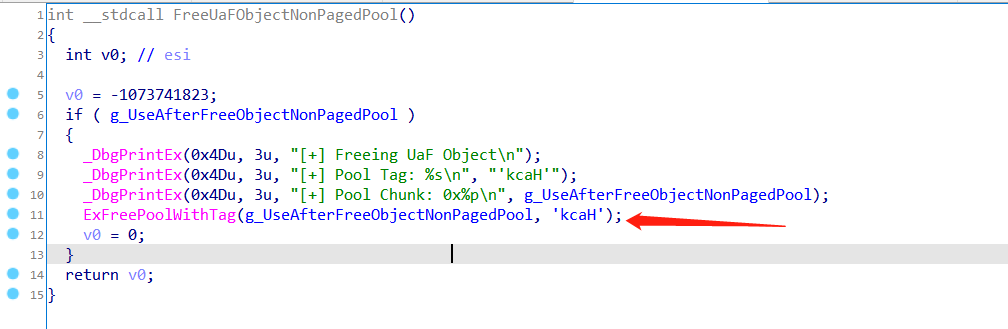 1 int __stdcall FreeUaFObjectNonPagedPool()
2 {
3 int v0; // esi
4
5 v0 = -1073741823;
6 if ( g_UseAfterFreeObjectNonPagedPool )
7 {
8 _DbgPrintEx(0x4Du, 3u, "[+] Freeing UaF Object\n");
9 _DbgPrintEx(0x4Du, 3u, "[+] Pool Tag: %s\n", "'kcaH'");
10 _DbgPrintEx(0x4Du, 3u, "[+] Pool Chunk: 0x%p\n", g_UseAfterFreeObjectNonPagedPool);
11 ExFreePoolWithTag(g_UseAfterFreeObjectNonPagedPool, 'kcaH');
12 v0 = 0;
13 }
14 return v0;
15 }